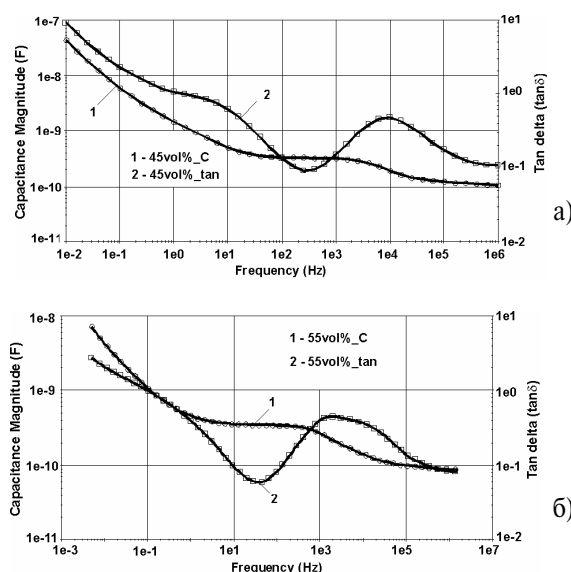 1e-7
1e-8
1e-9
1e-10
1e-11
Capacitance Magnitude (F)
1e1
1e0
1e-1
1e-2
Tan delta (tanδ)
1
2
1 - 45vol%_C
2 - 45vol%_tan
1e-2 1e-1 1e0 1e1 1e2 1e3 1e4 1e5 1e6
Frequency (Hz)
а)
1e-8
1e-9
1e-10
1e-11
Capacitance Magnitude (F)
1e1
1e0
1e-1
1e-2
Tan delta (tanδ)
1 - 55vol%_C
2 - 55vol%_tan
1
2
1e-3 1e-1 1e1 1e3 1e5 1e7
Frequency (Hz)
б)